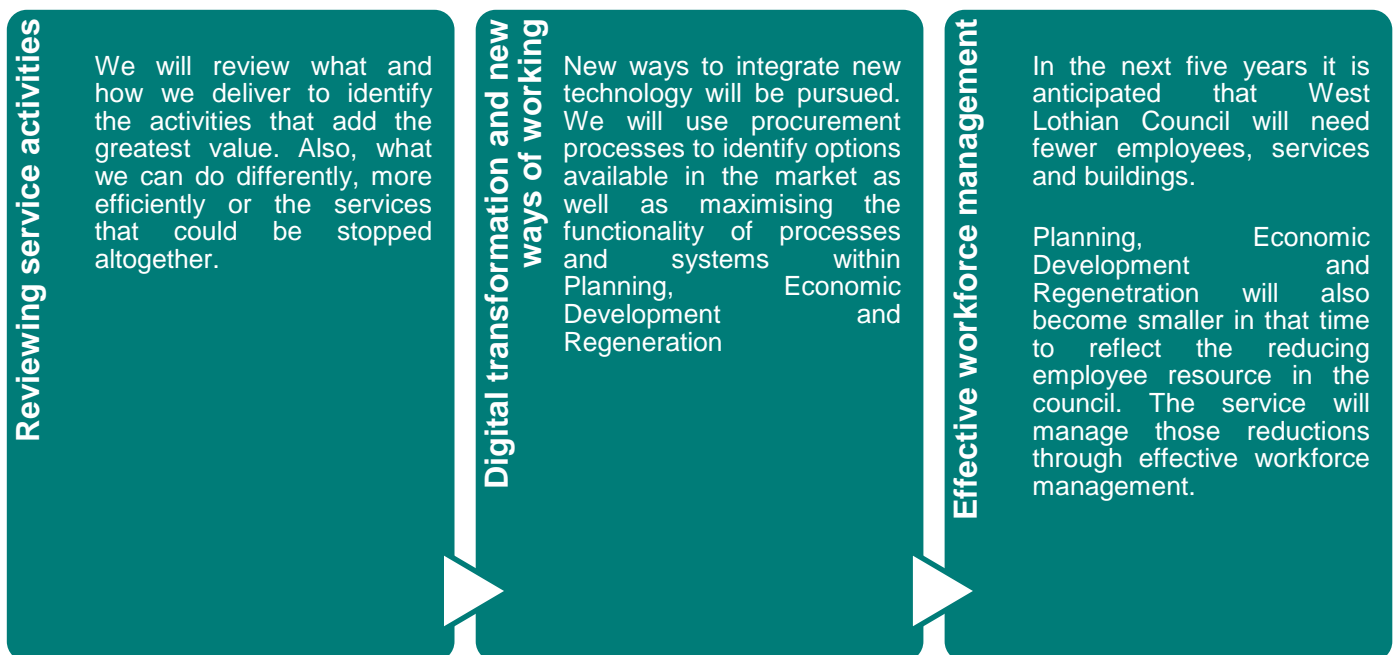 Reviewing service activities
We will review what and
how we deliver to identify
the activities that add the
greatest value. Also, what
we can do differently, more
efficiently or the services
that could be stopped
altogether.
Digital transformation and new
ways of working
New ways to integrate new
technology will be pursued.
We will use procurement
processes to identify options
available in the market as
well as maximising the
functionality of processes
and systems within
Planning, Economic
Development and
Regeneration
Effective workforce management
In the next five years it is
anticipated that West
Lothian Council will need
fewer employees, services
and buildings.
Planning, Economic
Development and
Regenetration will also
become smaller in that time
to reflect the reducing
employee resource in the
council. The service will
manage those reductions
through effective workforce
management.